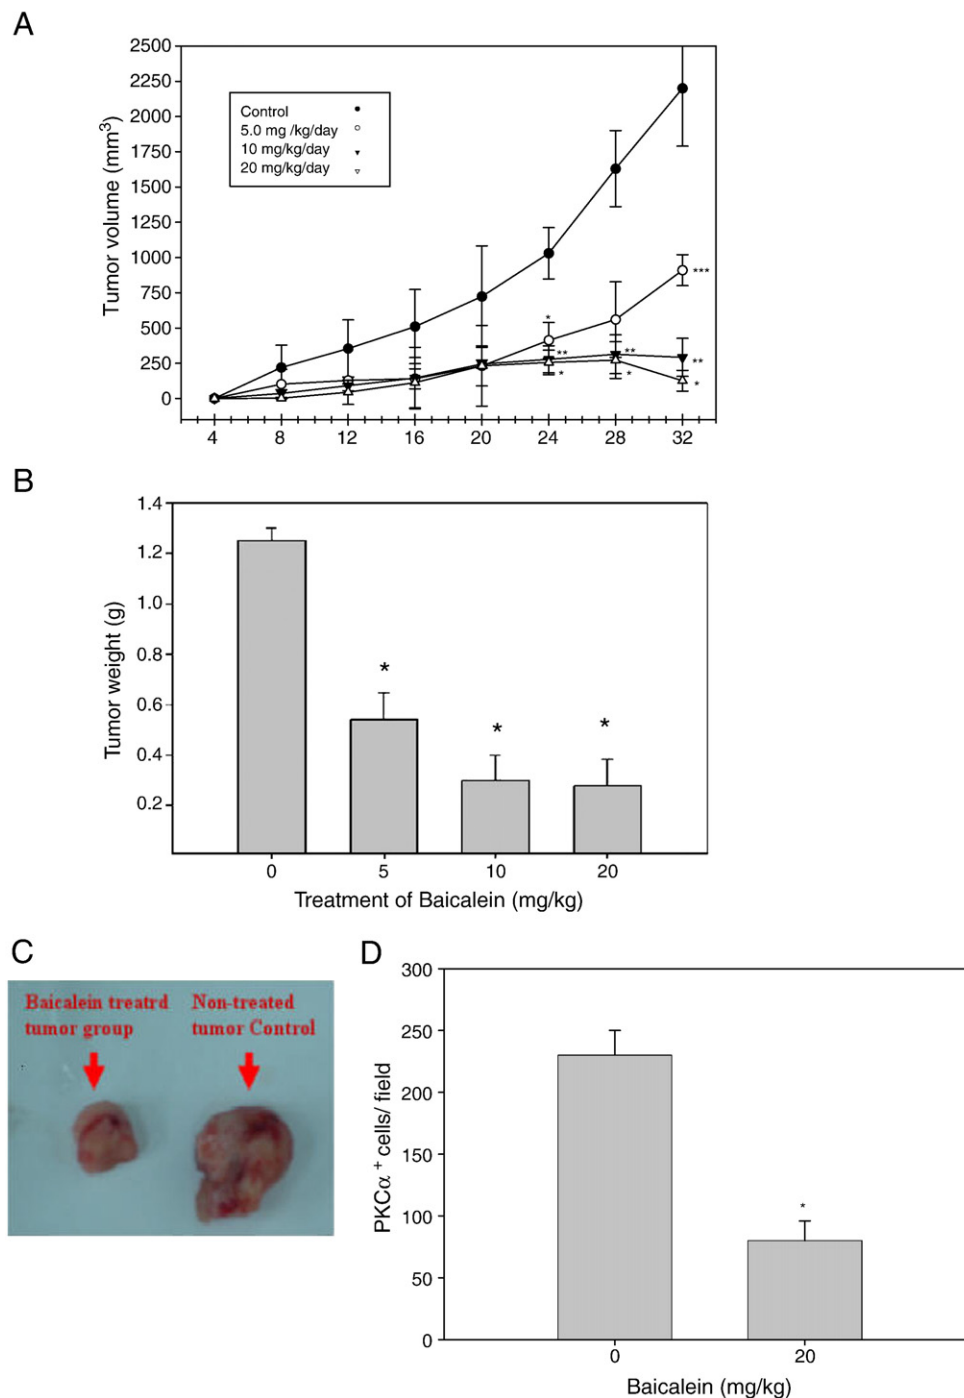 A
Tumor volume (mm³)
2500
2250
2000
1750
1500
1250
1000
750
500
250
0
Control
5.0 mg /kg/day
10 mg/kg/day
20 mg/kg/day
*
***
**
**
**
*
*
*
4 8 12 16 20 24 28 32
B
Tumor weight (g)
1.4
1.2
1.0
0.8
0.6
0.4
0.2
* * *
0 5 10 20
Treatment of Baicalein (mg/kg)
C
Baicalein treatrd
tumor group
Non-treated
tumor Control
D
PKCα⁺ cells/ field
300
250
200
150
100
50
0
*
0 20
Baicalein (mg/kg)